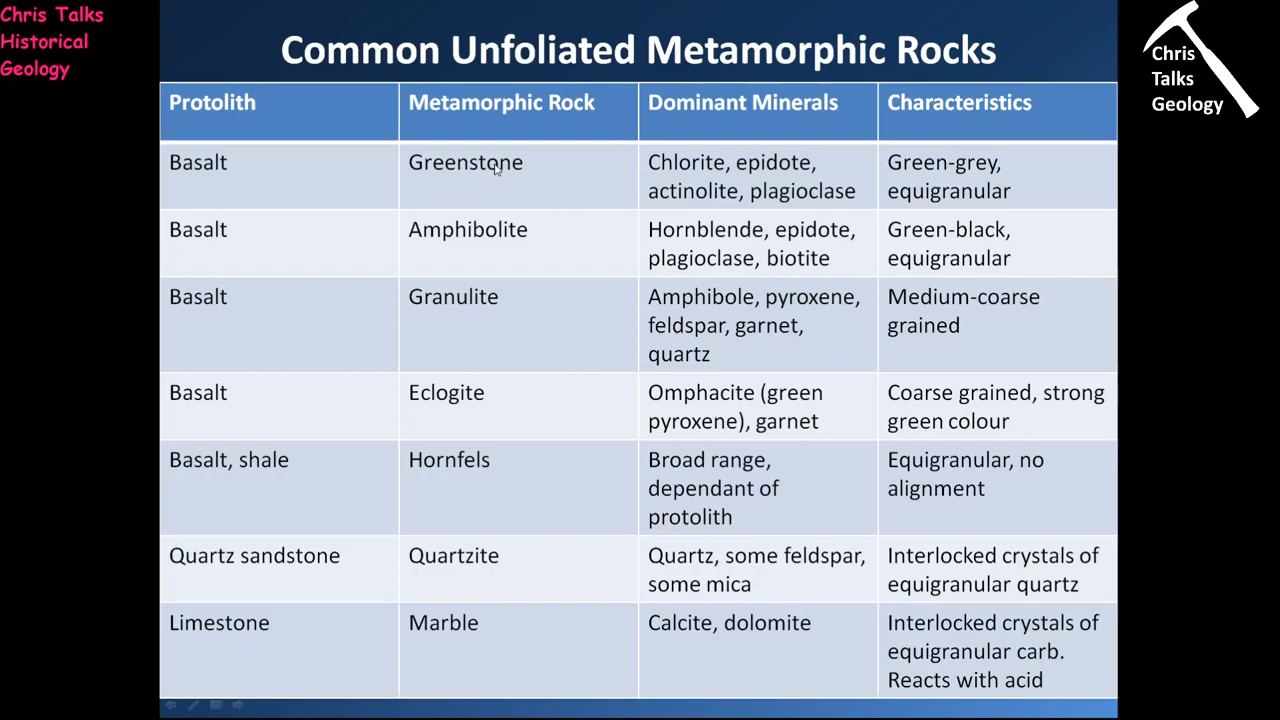 Chris Talks
Historical
Geology
Common Unfoliated Metamorphic Rocks
Chris
Talks
Geology
Protolith
Metamorphic Rock
Dominant Minerals
Characteristics
Basalt
Greenstone
Chlorite, epidote,
actinolite, plagioclase
Green-grey,
equigranular
Basalt
Amphibolite
Hornblende, epidote,
plagioclase, biotite
Green-black,
equigranular
Basalt
Granulite
Amphibole, pyroxene,
feldspar, garnet,
quartz
Medium-coarse
grained
Basalt
Eclogite
Omphacite (green
pyroxene), garnet
Coarse grained, strong
green colour
Basalt, shale
Hornfels
Broad range,
dependant of
protolith
Equigranular, no
alignment
Quartz sandstone
Quartzite
Quartz, some feldspar,
some mica
Interlocked crystals of
equigranular quartz
Limestone
Marble
Calcite, dolomite
Interlocked crystals of
equigranular carb.
Reacts with acid